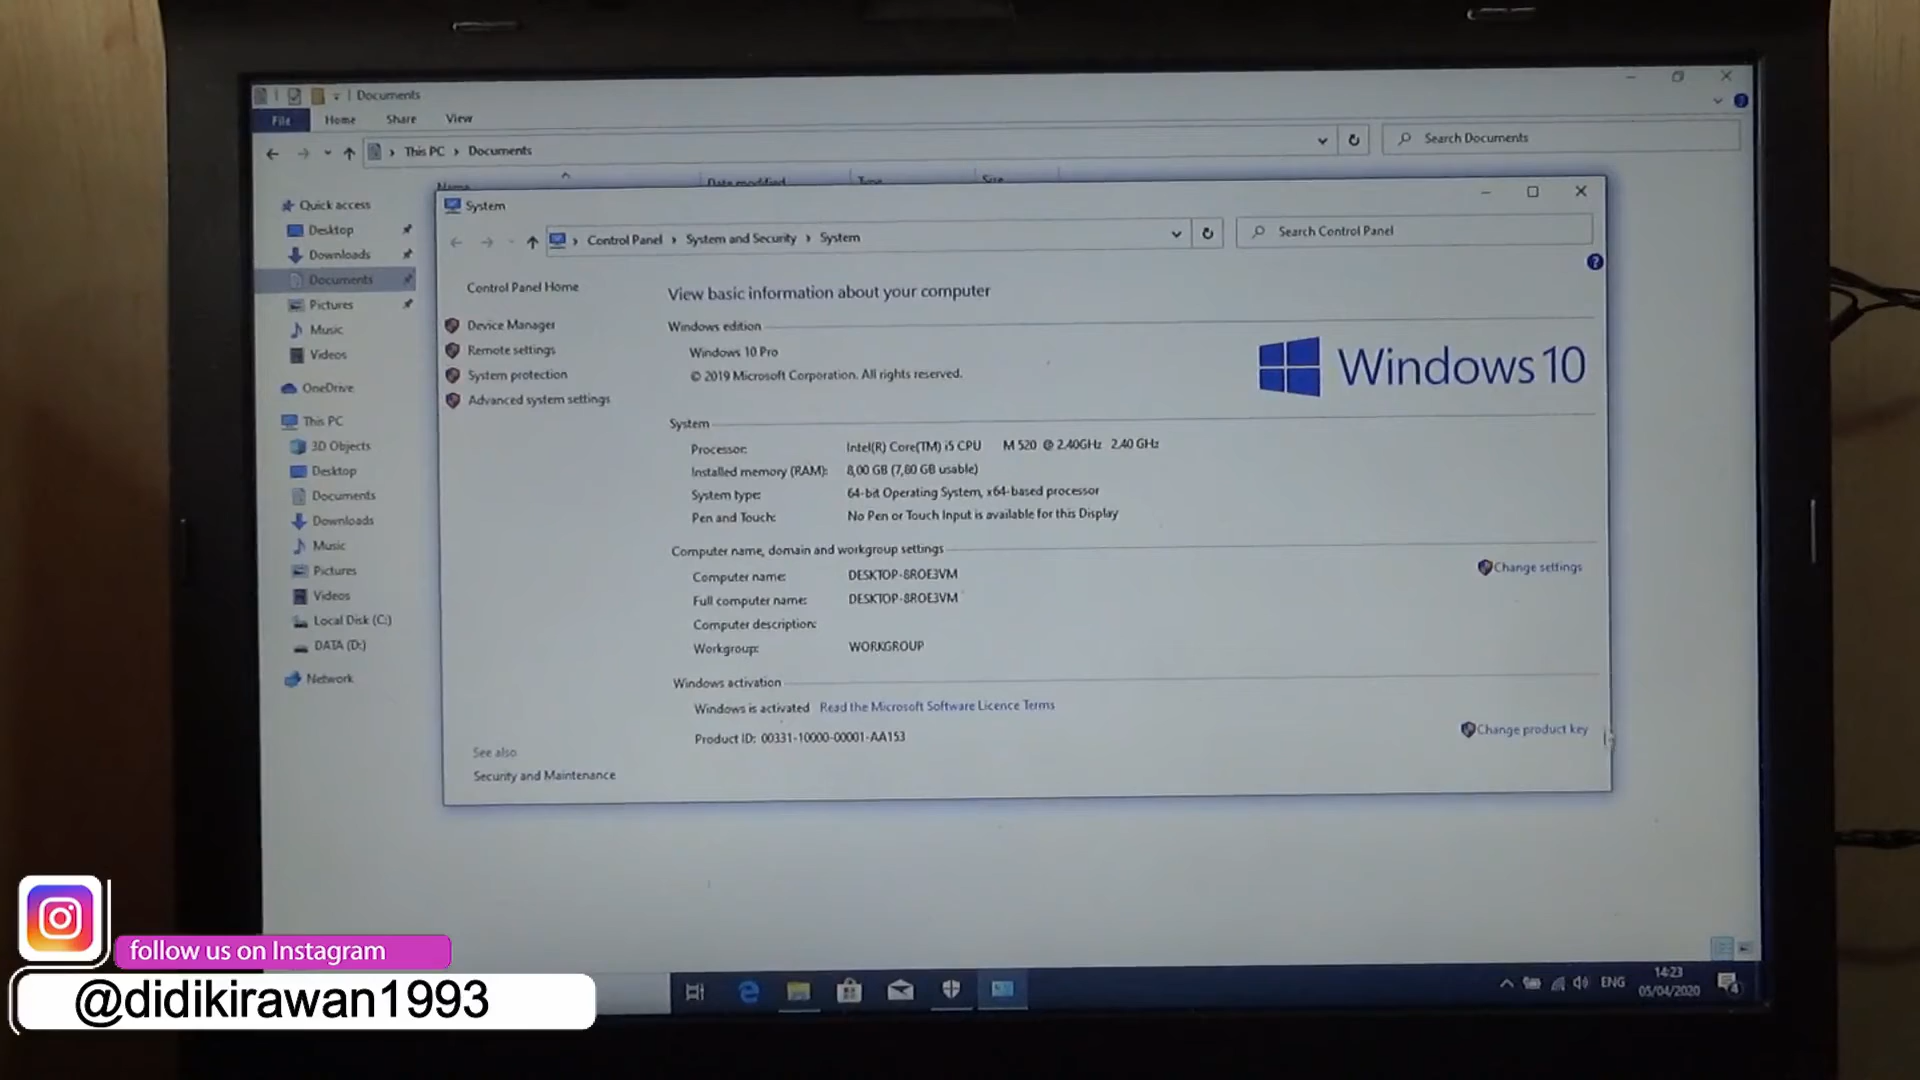 Documents
File Home Share View
This PC > Documents
Search Documents
Name Date modified Type Size
Quick access
Desktop
Downloads
Documents
Pictures
Music
Videos
OneDrive
This PC
3D Objects
Desktop
Documents
Downloads
Music
Pictures
Videos
Local Disk (C:)
DATA (D:)
Network
System
Control Panel > System and Security > System
Search Control Panel
Control Panel Home
Device Manager
Remote settings
System protection
Advanced system settings
See also
Security and Maintenance
View basic information about your computer
Windows edition
Windows 10 Pro
© 2019 Microsoft Corporation. All rights reserved.
Windows 10
System
Processor: Intel(R) Core(TM) i5 CPU M 520 @ 2.40GHz 2.40 GHz
Installed memory (RAM): 8,00 GB (7,80 GB usable)
System type: 64-bit Operating System, x64-based processor
Pen and Touch: No Pen or Touch Input is available for this Display
Computer name, domain and workgroup settings
Computer name: DESKTOP-8ROE3VM
Change settings
Full computer name: DESKTOP-8ROE3VM
Computer description:
Workgroup: WORKGROUP
Windows activation
Windows is activated Read the Microsoft Software Licence Terms
Product ID: 00331-10000-00001-AA153
Change product key
ENG
14:23
05/04/2020
4
follow us on Instagram
@didikirawan1993